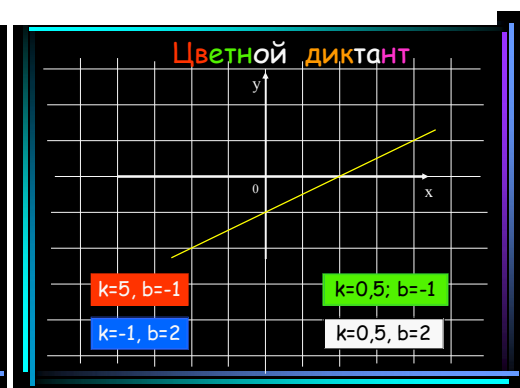 Цветной диктант
y
0
x
k=5, b=-1
k=0,5; b=-1
k=-1, b=2
k=0,5, b=2